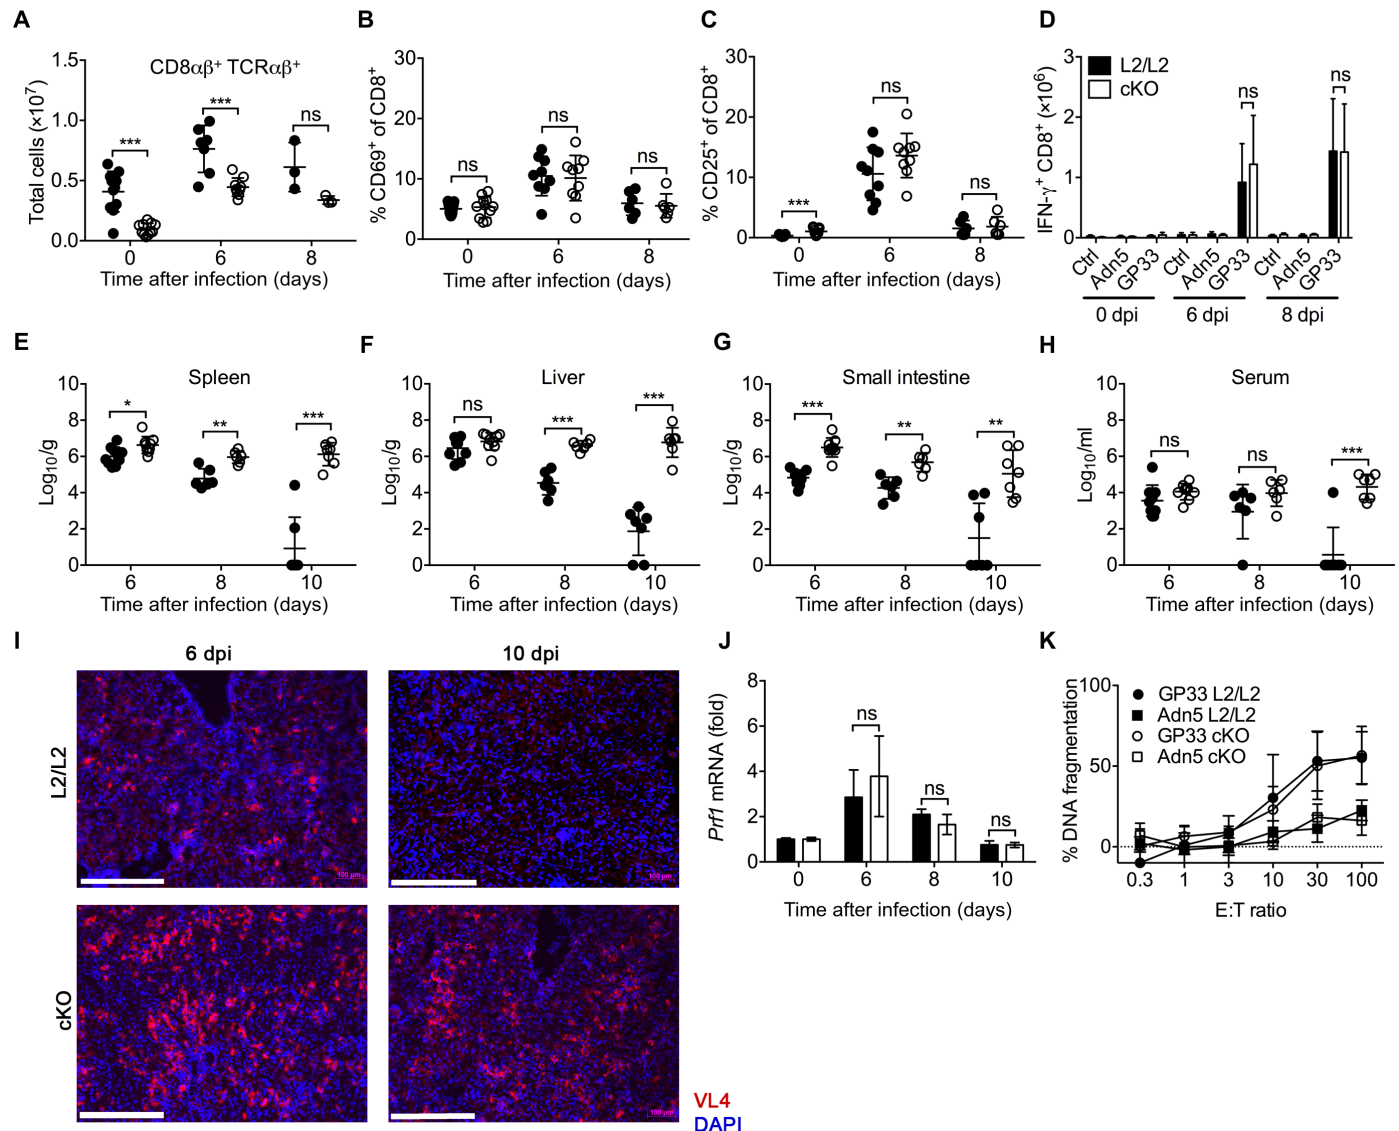 A
CD8αβ⁺ TCRαβ⁺
Total cells (×10⁷)
1.5
1.0
0.5
0.0
***
***
ns
0
6
8
Time after infection (days)
B
% CD69⁺ of CD8⁺
30
20
10
0
ns
ns
ns
0
6
8
Time after infection (days)
C
% CD25⁺ of CD8⁺
30
20
10
0
***
ns
ns
0
6
8
Time after infection (days)
D
IFN-γ⁺ CD8⁺ (×10⁶)
3
2
1
0
L2/L2
cKO
ns
ns
Ctrl
Adn5
GP33
Ctrl
Adn5
GP33
Ctrl
Adn5
GP33
0 dpi
6 dpi
8 dpi
E
Spleen
Log₁₀/g
10
8
6
4
2
0
*
**
***
6
8
10
Time after infection (days)
F
Liver
Log₁₀/g
10
8
6
4
2
0
ns
***
***
6
8
10
Time after infection (days)
G
Small intestine
Log₁₀/g
10
8
6
4
2
0
***
**
**
6
8
10
Time after infection (days)
H
Serum
Log₁₀/ml
10
8
6
4
2
0
ns
ns
***
6
8
10
Time after infection (days)
I
6 dpi
10 dpi
L2/L2
cKO
100 µm
100 µm
100 µm
VL4
DAPI
J
Prf1 mRNA (fold)
8
6
4
2
0
ns
ns
ns
0
6
8
10
Time after infection (days)
K
% DNA fragmentation
100
50
0
GP33 L2/L2
Adn5 L2/L2
GP33 cKO
Adn5 cKO
0.3
1
3
10
30
100
E:T ratio